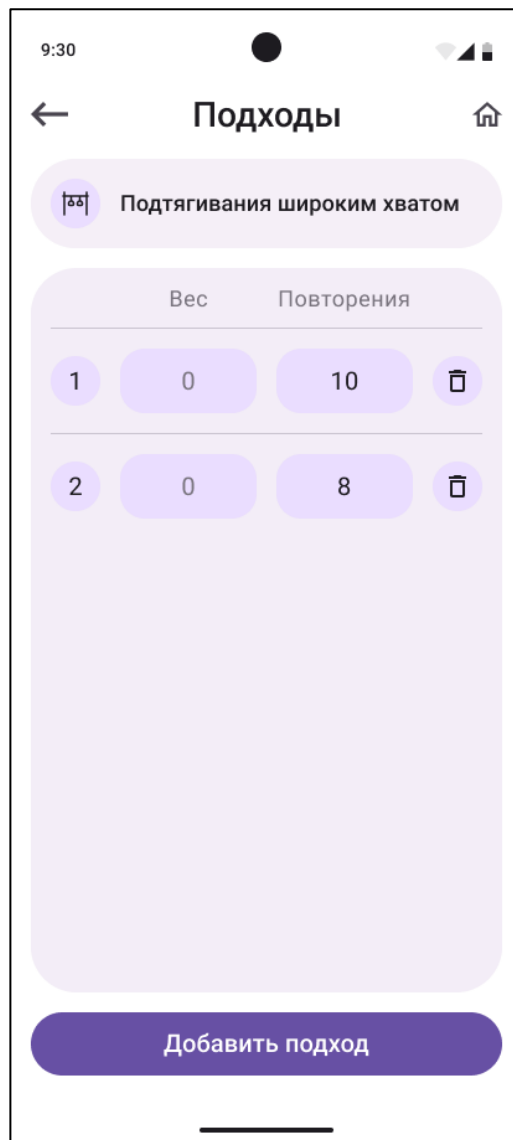 9:30
Подходы
Подтягивания широким хватом
Вес Повторения
1 0 10
2 0 8
Добавить подход